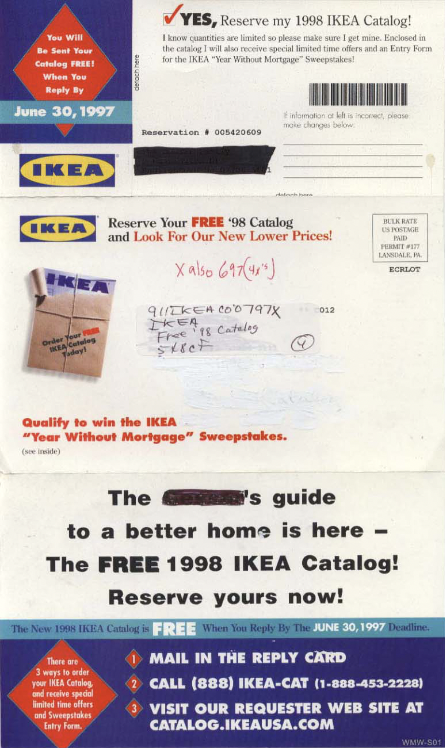 You Will
Be Sent Your
Catalog FREE!
When You
Reply By
June 30, 1997
IKEA
detach here
YES, Reserve my 1998 IKEA Catalog!
I know quantities are limited so please make sure I get mine. Enclosed in
the catalog I will also receive special limited time offers and an Entry Form
for the IKEA "Year Without Mortgage" Sweepstakes!
If information at left is incorrect, please
make changes below.
Reservation # 005420609
detach here
IKEA
Reserve Your FREE '98 Catalog
and Look For Our New Lower Prices!
BULK RATE
US POSTAGE
PAID
PERMIT #177
LANSDALE, PA.
ECRLOT
X also 697(4x's)
911IKEA C00797X
012
IKEA
Free '98 Catalog
5X8CF
4
IKEA
Order Your FREE
IKEA Catalog
Today!
Qualify to win the IKEA
"Year Without Mortgage" Sweepstakes.
(see inside)
The 's guide
to a better home is here –
The FREE 1998 IKEA Catalog!
Reserve yours now!
The New 1998 IKEA Catalog is FREE When You Reply By The JUNE 30, 1997 Deadline.
There are
3 ways to order
your IKEA Catalog,
and receive special
limited time offers
and Sweepstakes
Entry Form.
1 MAIL IN THE REPLY CARD
2 CALL (888) IKEA-CAT (1-888-453-2228)
3 VISIT OUR REQUESTER WEB SITE AT
CATALOG.IKEAUSA.COM
WMW-S01